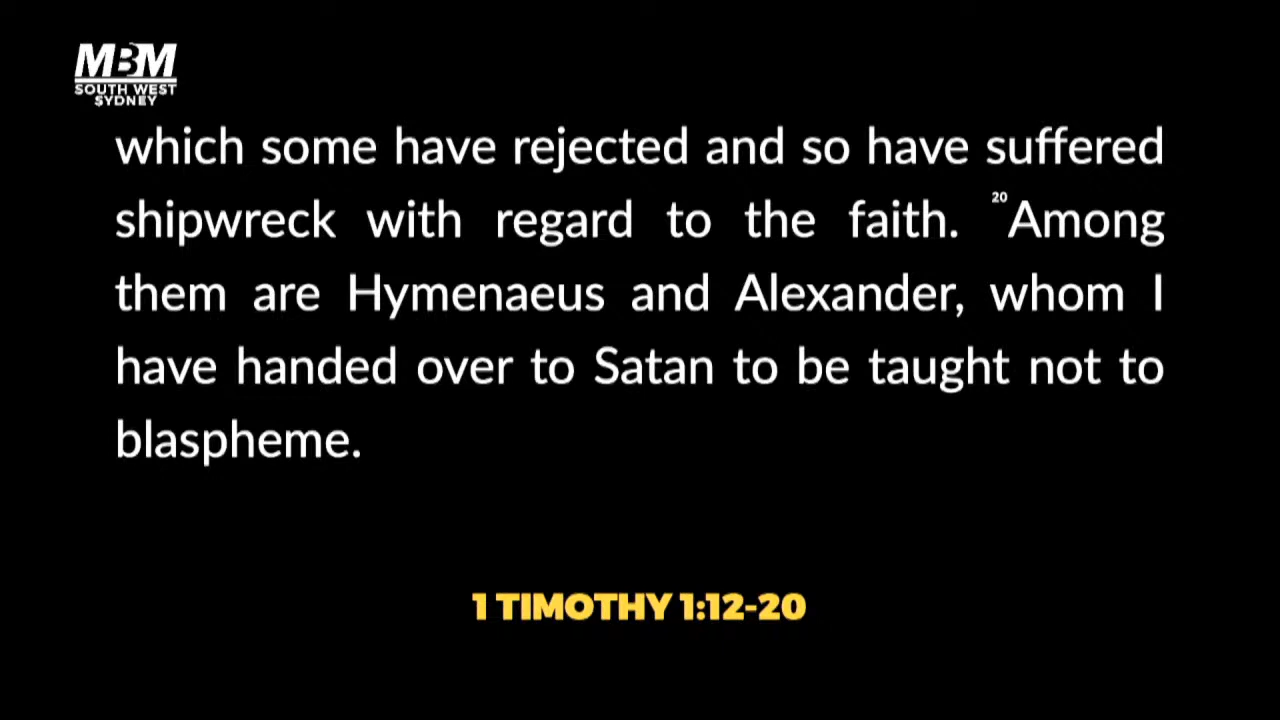 MBM
SOUTH WEST
SYDNEY
which some have rejected and so have suffered
shipwreck with regard to the faith. 20Among
them are Hymenaeus and Alexander, whom I
have handed over to Satan to be taught not to
blaspheme.
1 TIMOTHY 1:12-20